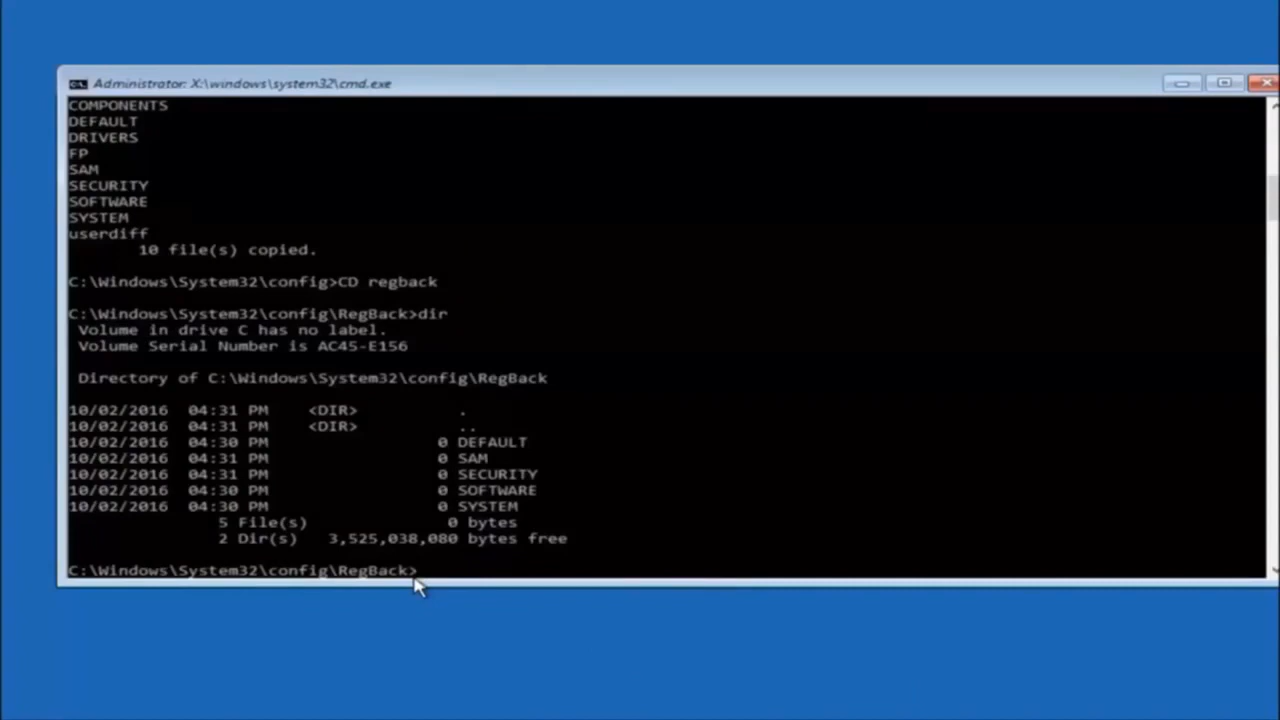 Administrator: X:\windows\system32\cmd.exe
COMPONENTS
DEFAULT
DRIVERS
FP
SAM
SECURITY
SOFTWARE
SYSTEM
userdiff
10 file(s) copied.
C:\Windows\System32\config>CD regback
C:\Windows\System32\config\RegBack>dir
Volume in drive C has no label.
Volume Serial Number is AC45-E156
Directory of C:\Windows\System32\config\RegBack
10/02/2016 04:31 PM <DIR> .
10/02/2016 04:31 PM <DIR> ..
10/02/2016 04:30 PM 0 DEFAULT
10/02/2016 04:31 PM 0 SAM
10/02/2016 04:31 PM 0 SECURITY
10/02/2016 04:30 PM 0 SOFTWARE
10/02/2016 04:30 PM 0 SYSTEM
5 File(s) 0 bytes
2 Dir(s) 3,525,038,080 bytes free
C:\Windows\System32\config\RegBack>